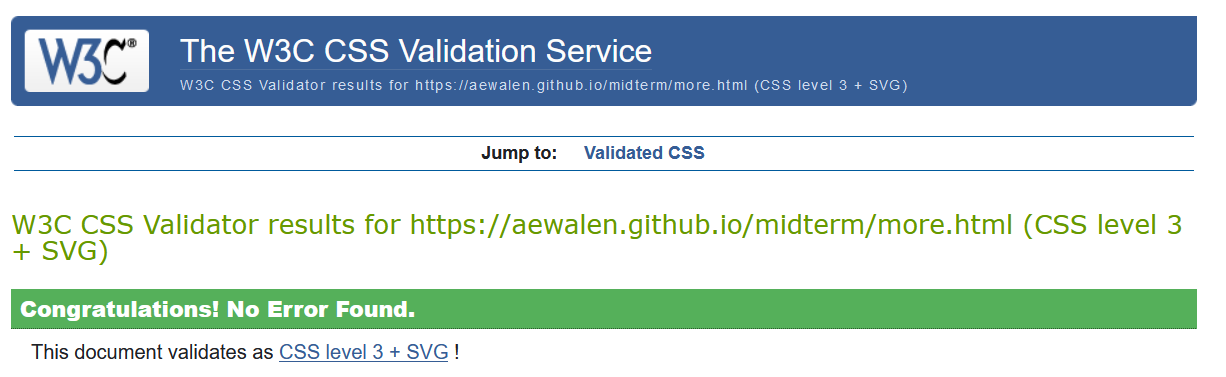 W3C®
The W3C CSS Validation Service
W3C CSS Validator results for https://aewalen.github.io/midterm/more.html (CSS level 3 + SVG)
Jump to: Validated CSS
W3C CSS Validator results for https://aewalen.github.io/midterm/more.html (CSS level 3
+ SVG)
Congratulations! No Error Found.
This document validates as CSS level 3 + SVG !